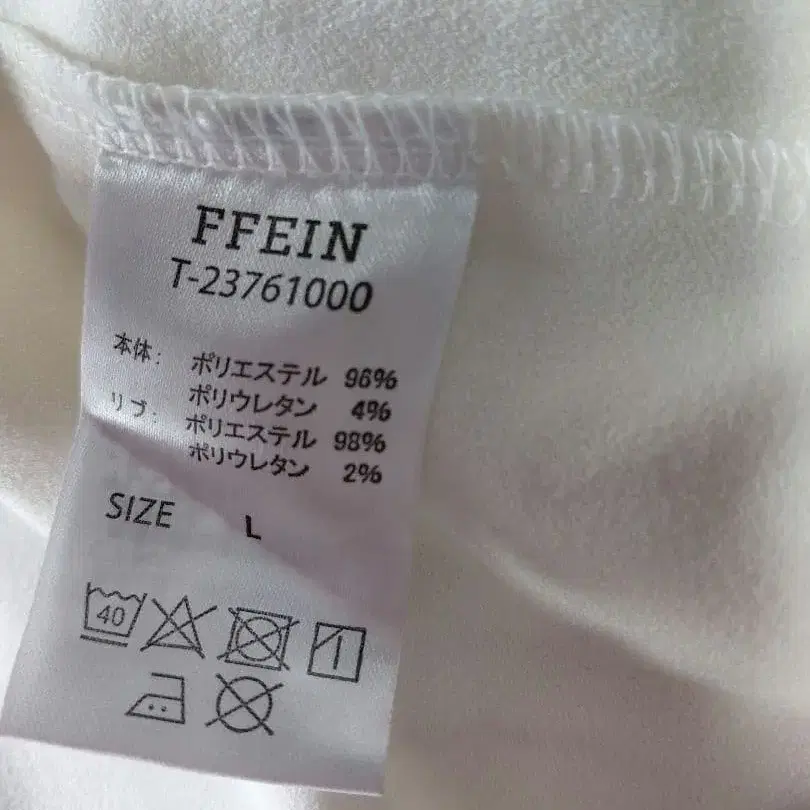 FFEIN
T-23761000
本体: ポリエステル 96%
ポリウレタン 4%
リブ: ポリエステル 98%
ポリウレタン 2%
SIZE L
40